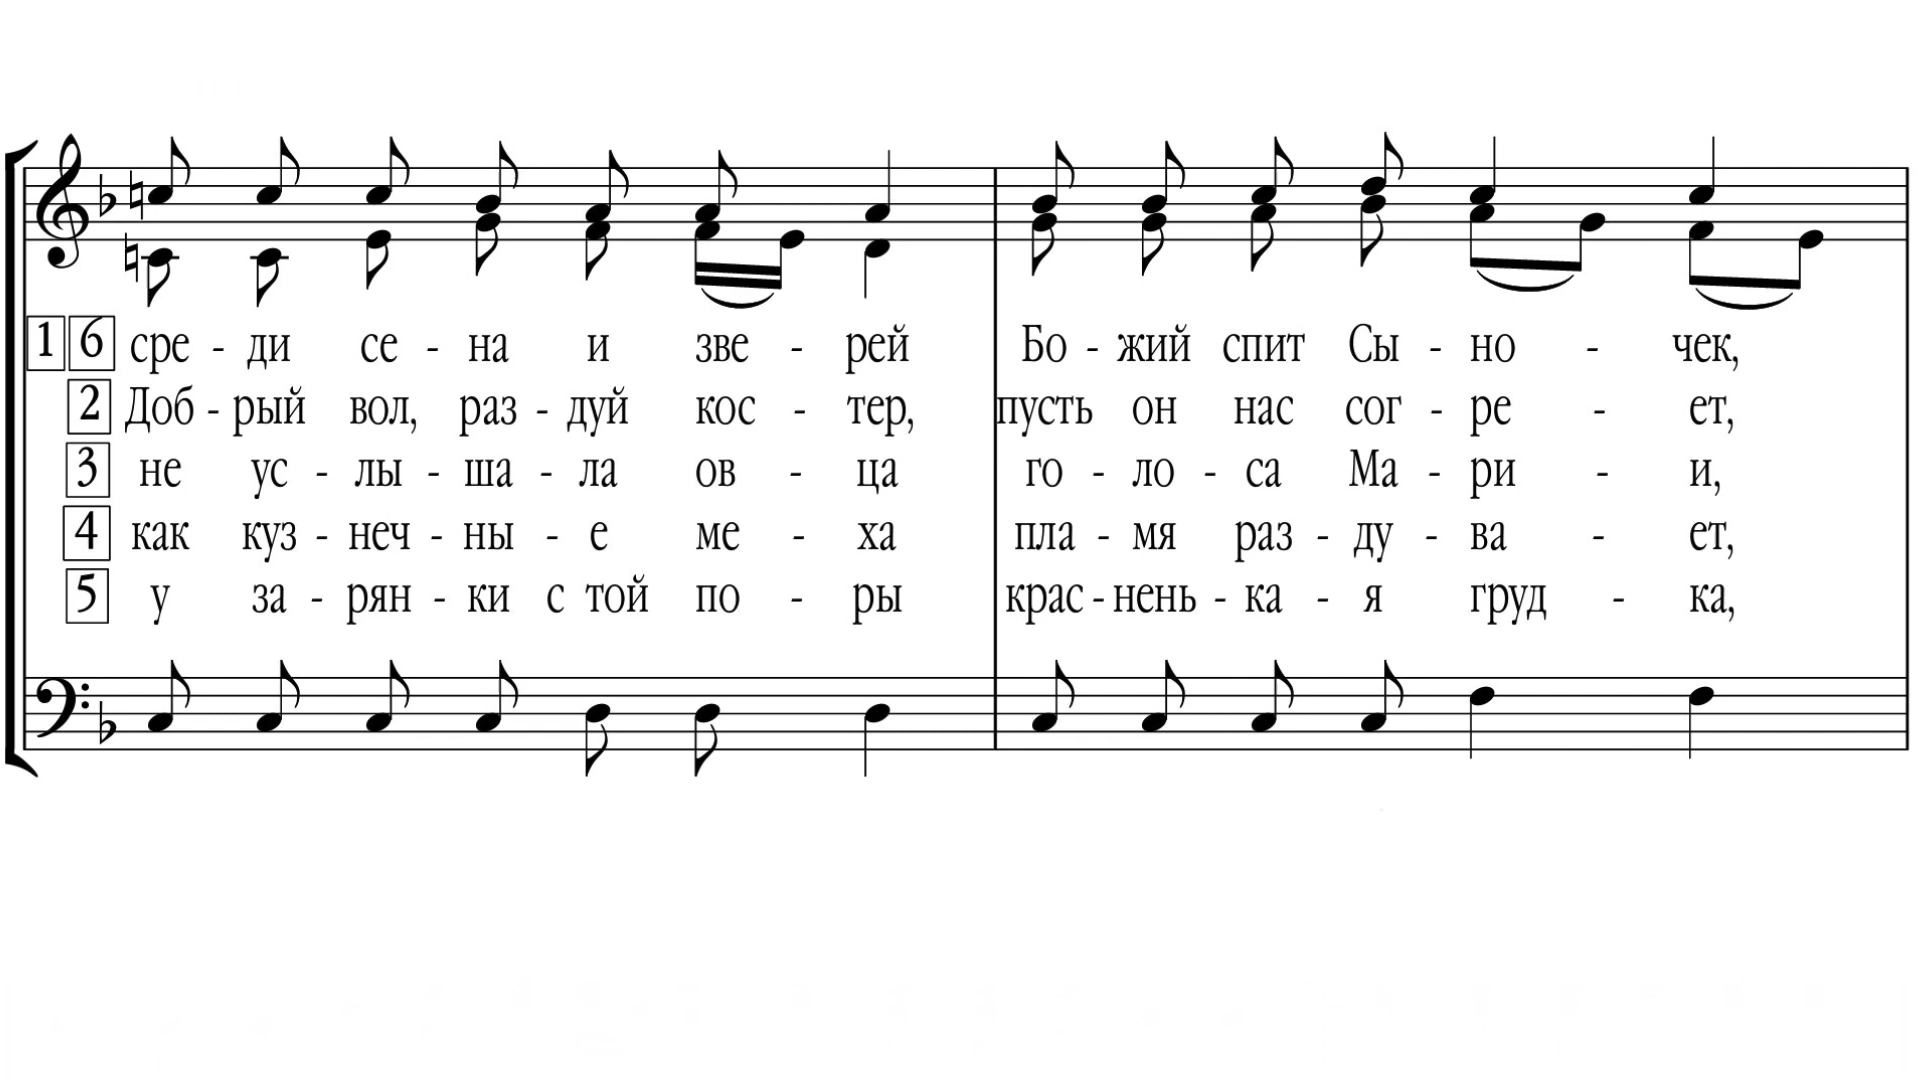 1 6 сре - ди се - на и зве - рей Бо - жий спит Сы - но - чек,
2 Доб - рый вол, раз - дуй кос - тер, пусть он нас сог - ре - ет,
3 не ус - лы - ша - ла ов - ца го - ло - са Ма - ри - и,
4 как куз - неч - ны - е ме - ха пла - мя раз - ду - ва - ет,
5 у за - рян - ки с той по - ры крас - нень - ка - я груд - ка,